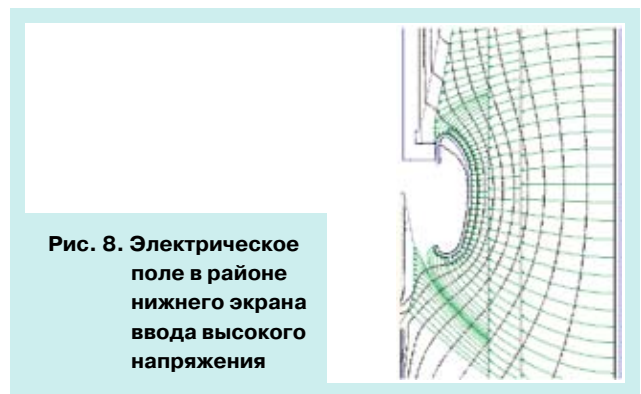 Рис. 8. Электрическое
поле в районе
нижнего экрана
ввода высокого
напряжения